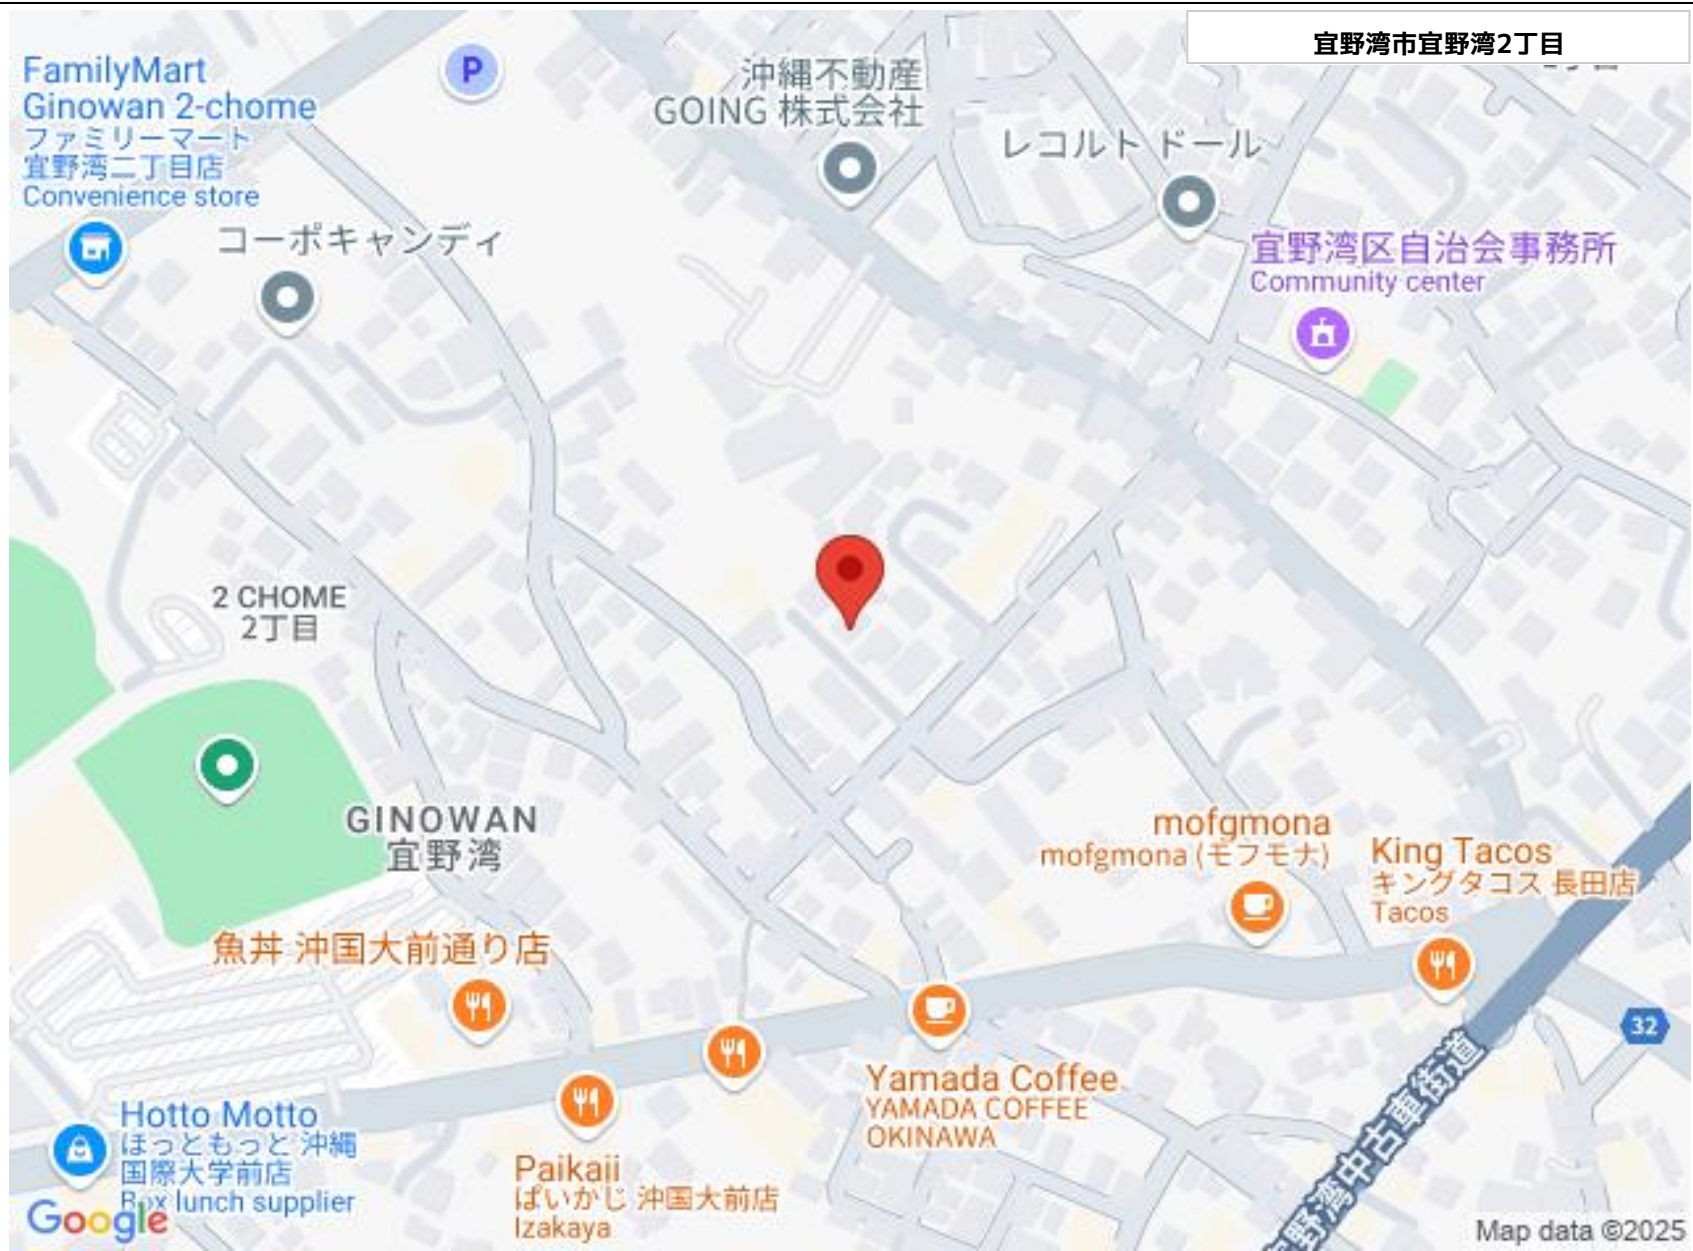 宜野湾市宜野湾2丁目
FamilyMart
Ginowan 2-chome
ファミリーマート
宜野湾二丁目店
Convenience store
P
沖縄不動産
GOING 株式会社
レコルト ドール
コーポキャンディ
宜野湾区自治会事務所
Community center
2 CHOME
2丁目
GINOWAN
宜野湾
mofgmona
mofgmona (モフモナ)
King Tacos
キングタコス 長田店
Tacos
魚丼 沖国大前通り店
32
Yamada Coffee
YAMADA COFFEE
OKINAWA
Hotto Motto
ほっともっと 沖縄
国際大学前店
Box lunch supplier
Paikaji
ぱいかじ 沖国大前店
Izakaya
宜野湾中古車街道
Google
Map data ©2025